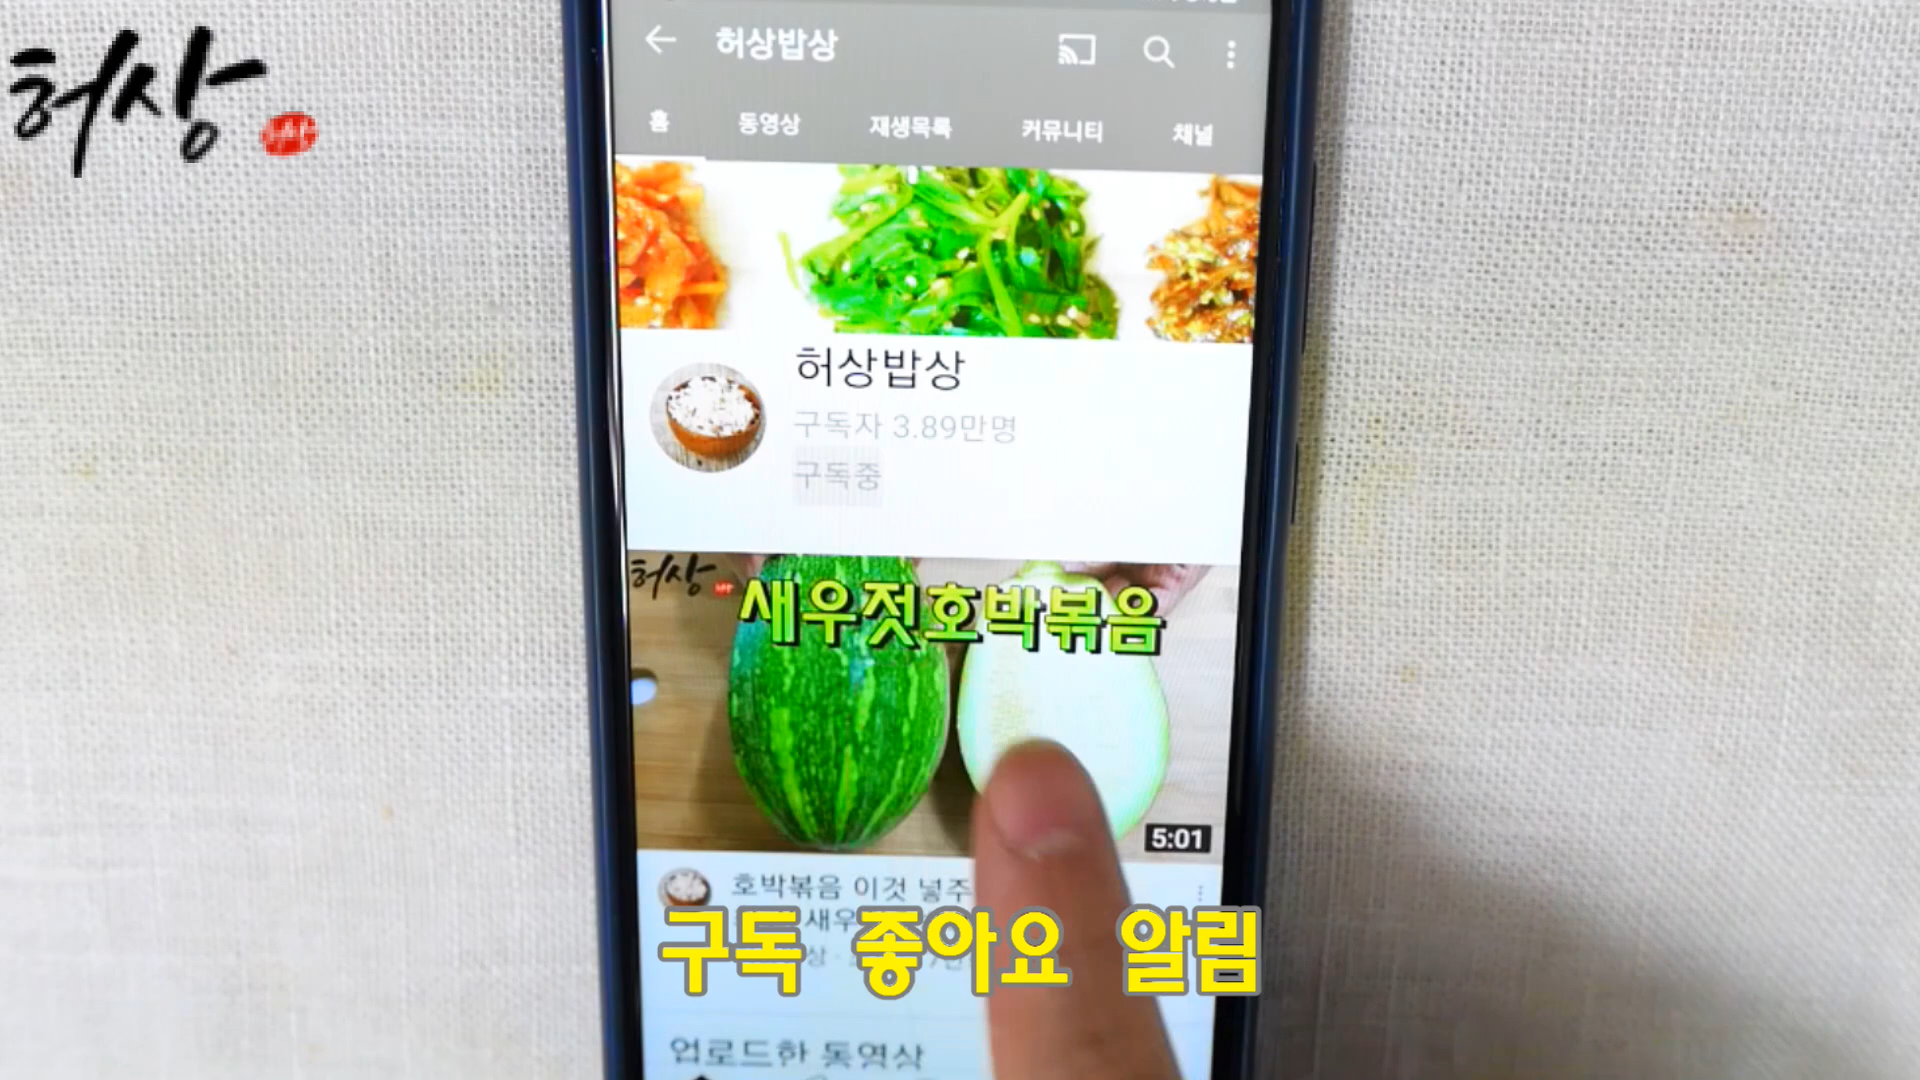 허상
허상밥상
홈 동영상 재생목록 커뮤니티 채널
허상밥상
구독자 3.89만명
구독중
허상
새우젓호박볶음
5:01
호박볶음 이것 넣주
새우
구독 좋아요 알림
업로드한 동영상